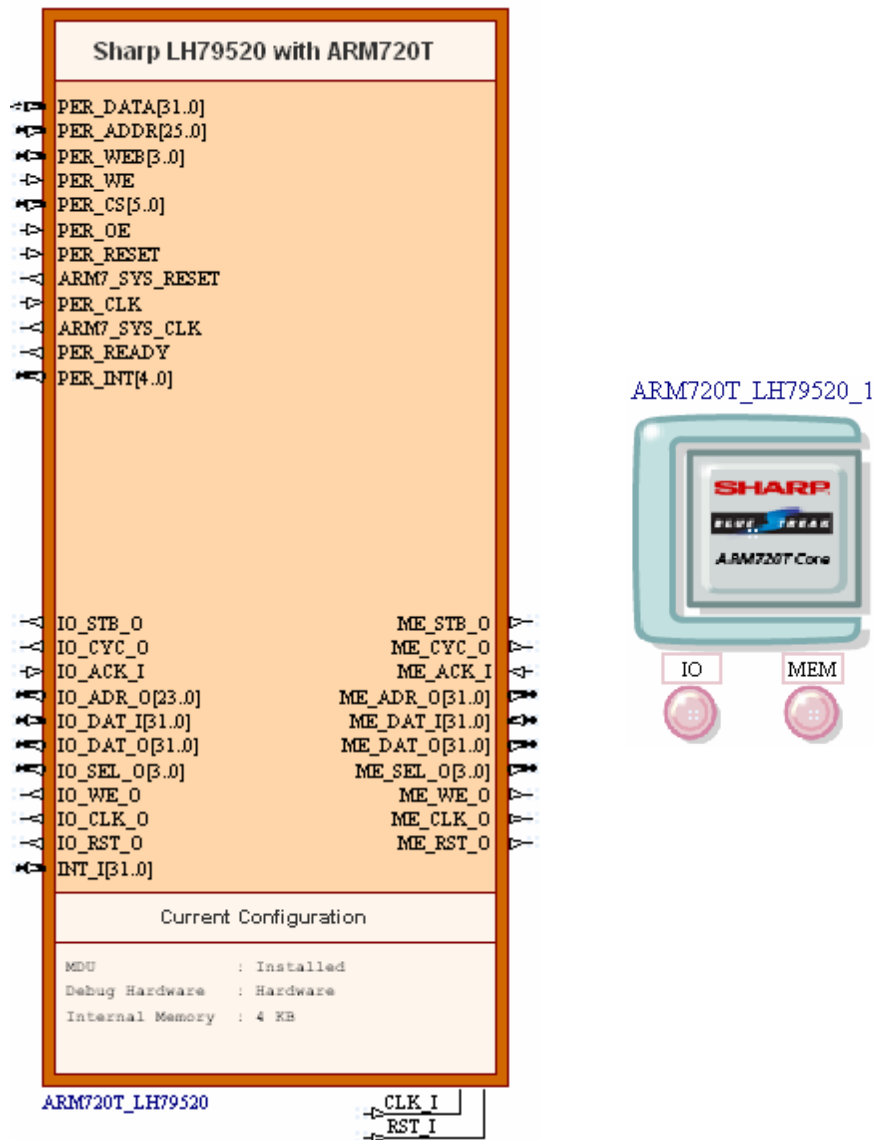 Sharp LH79520 with ARM720T
PER_DATA[31..0]
PER_ADDR[25..0]
PER_WEB[3..0]
PER_WE
PER_CS[5..0]
PER_OE
PER_RESET
ARM7_SYS_RESET
PER_CLK
ARM7_SYS_CLK
PER_READY
PER_INT[4..0]
IO_STB_O ME_STB_O
IO_CYC_O ME_CYC_O
IO_ACK_I ME_ACK_I
IO_ADR_O[23..0] ME_ADR_O[31..0]
IO_DAT_I[31..0] ME_DAT_I[31..0]
IO_DAT_O[31..0] ME_DAT_O[31..0]
IO_SEL_O[3..0] ME_SEL_O[3..0]
IO_WE_O ME_WE_O
IO_CLK_O ME_CLK_O
IO_RST_O ME_RST_O
INT_I[31..0]
Current Configuration
MDU : Installed
Debug Hardware : Hardware
Internal Memory : 4 KB
ARM720T_LH79520
CLK_I
RST_I
ARM720T_LH79520_1
SHARP
BLUE STREAK
ARM720T Core
IO MEM